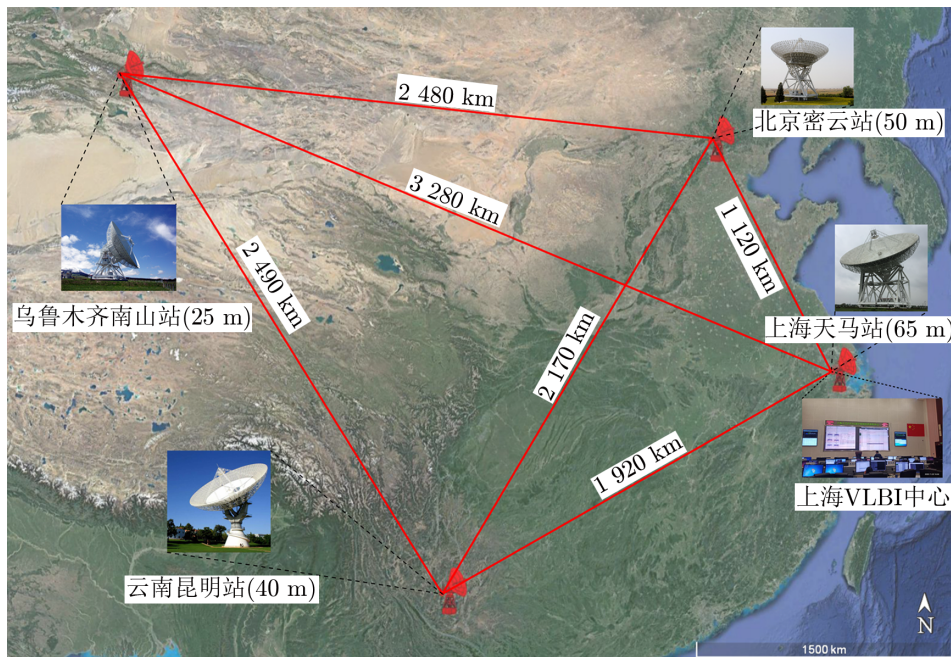 2 480 km
北京密云站(50 m)
3 280 km
1 120 km
2 490 km
乌鲁木齐南山站(25 m)
上海天马站(65 m)
2 170 km
1 920 km
上海VLBI中心
云南昆明站(40 m)
N
1500 km